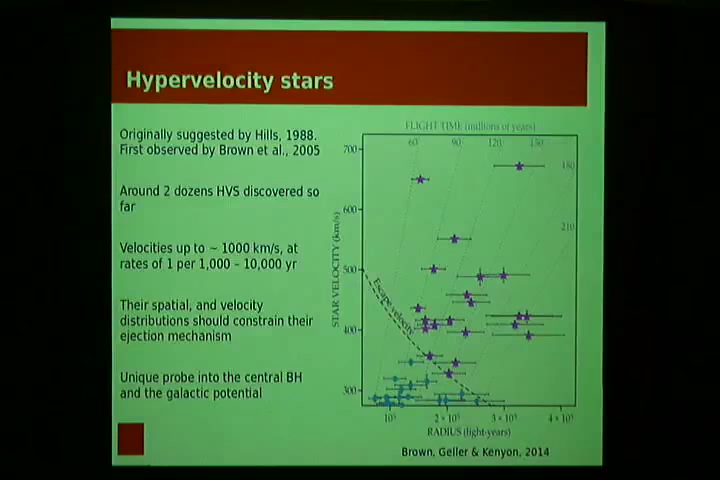 Hypervelocity stars
Originally suggested by Hills, 1988.
First observed by Brown et al., 2005
Around 2 dozens HVS discovered so
far
Velocities up to ~ 1000 km/s, at
rates of 1 per 1,000 – 10,000 yr
Their spatial, and velocity
distributions should constrain their
ejection mechanism
Unique probe into the central BH
and the galactic potential
FLIGHT TIME (millions of years)
60 90 120 150
180
210
STAR VELOCITY (km/s)
700
600
500
400
300
Escape velocity
10⁵ 2 × 10⁵ 3 × 10⁵ 4 × 10⁵
RADIUS (light-years)
Brown, Geller & Kenyon, 2014